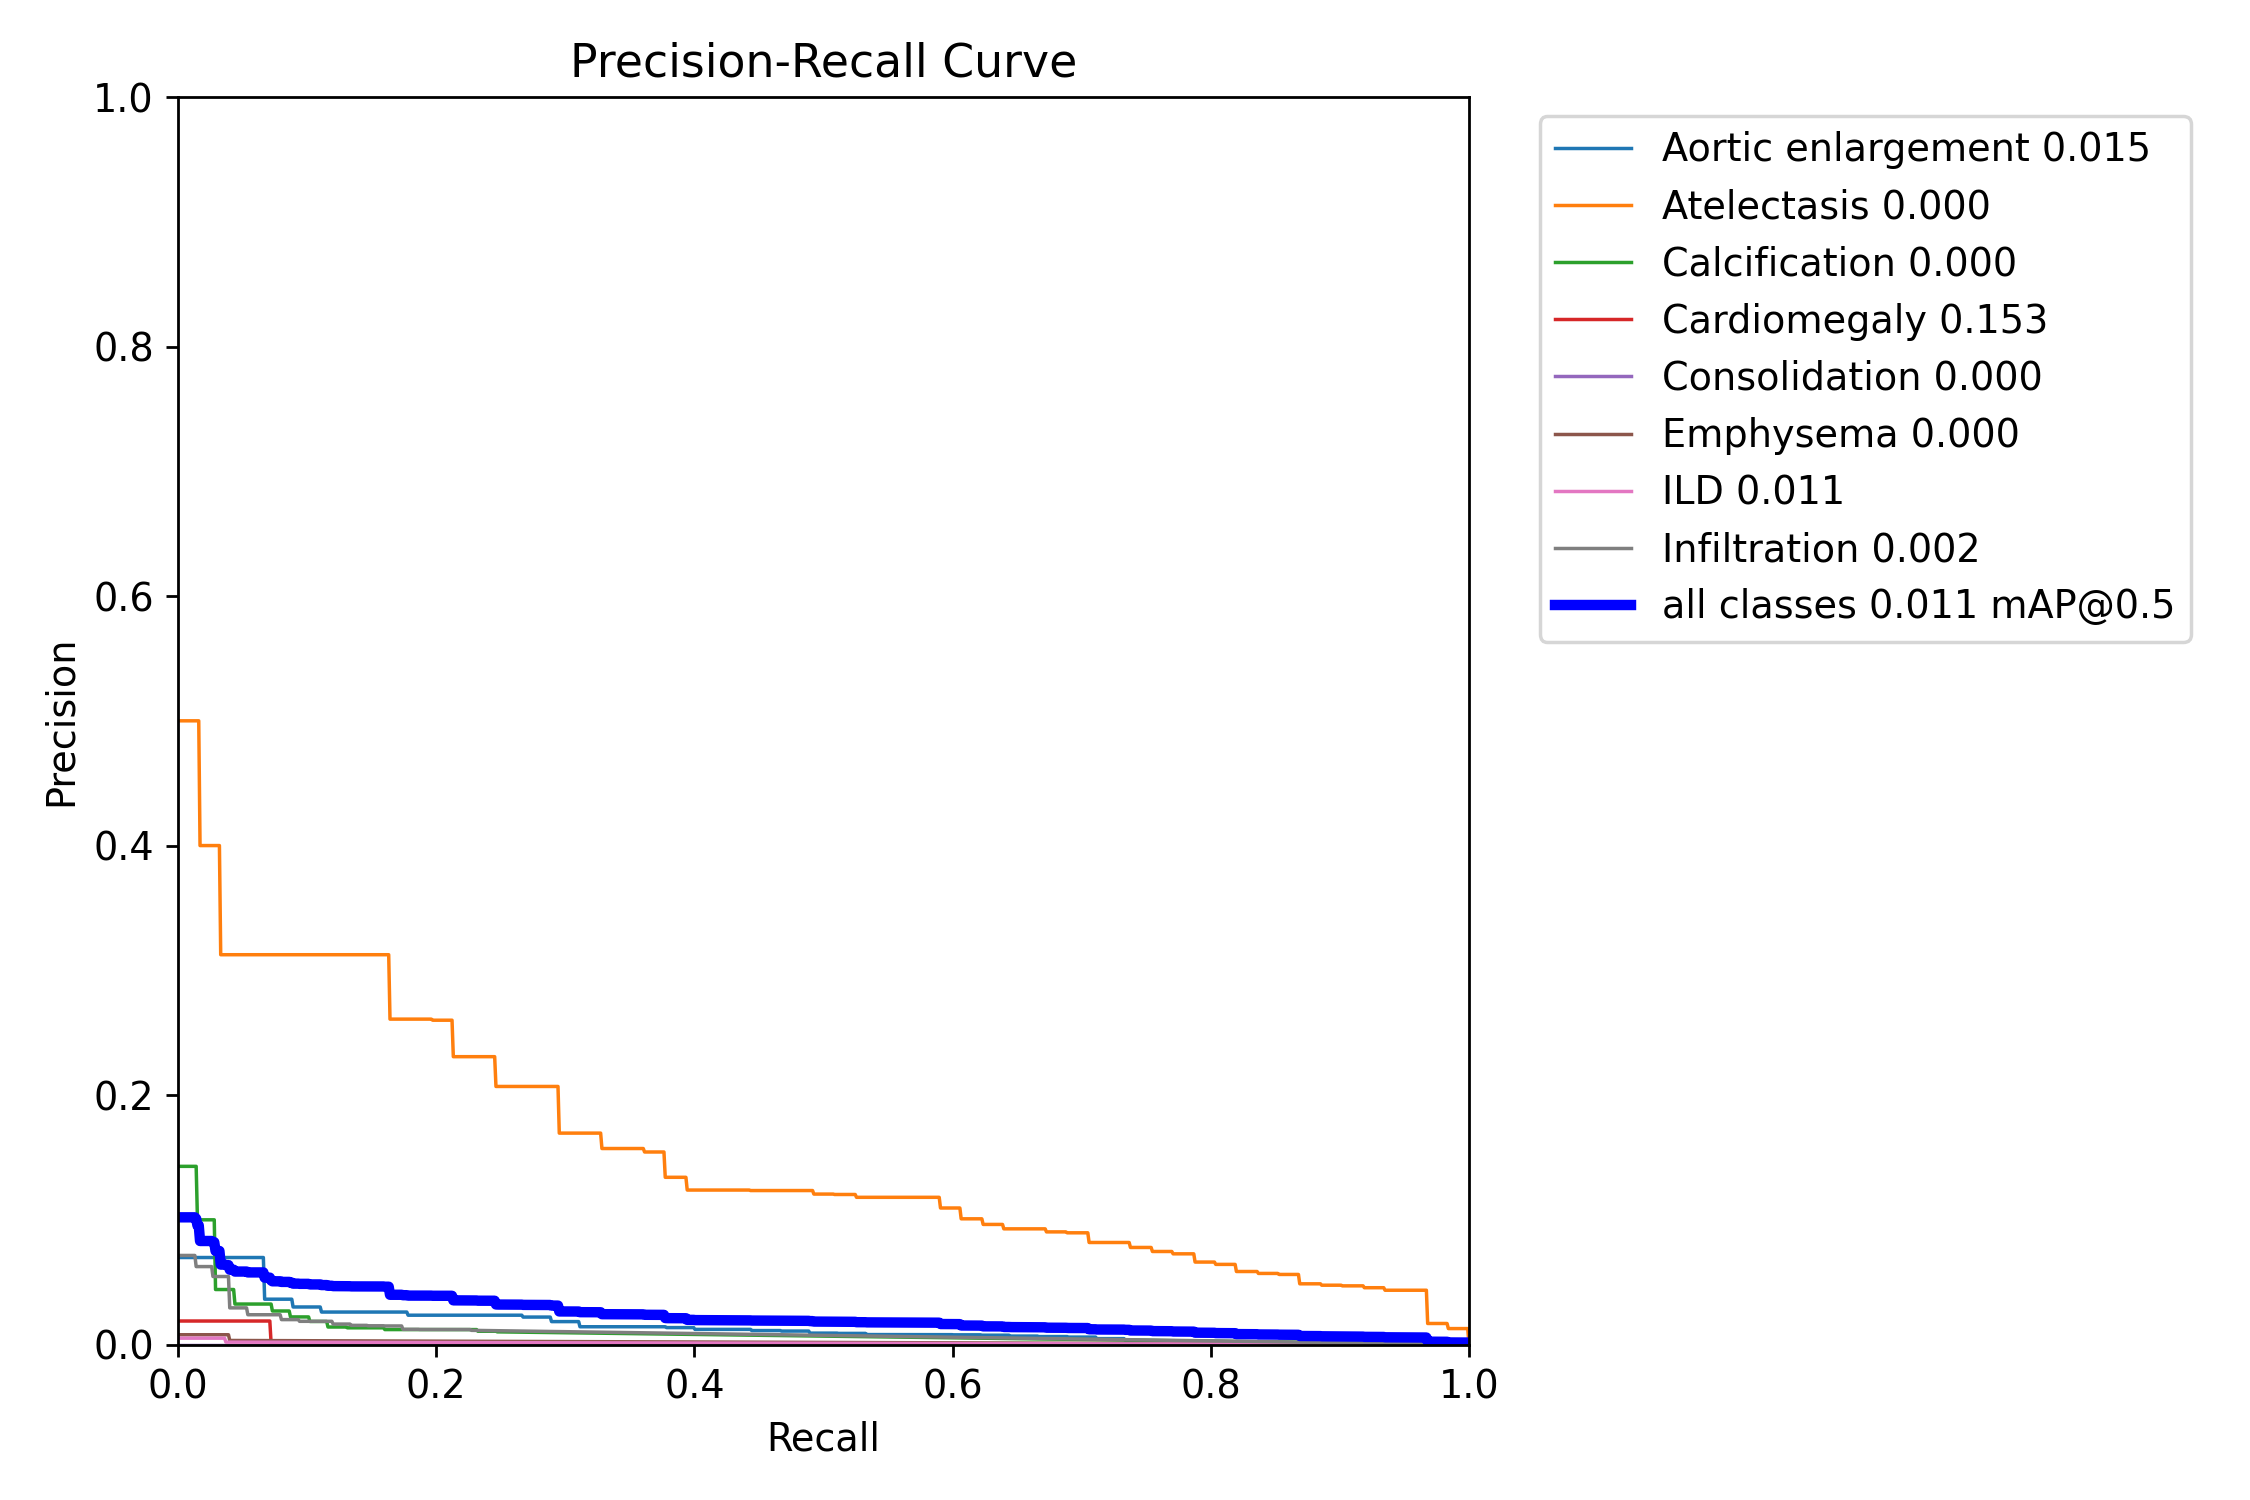 Precision-Recall Curve
1.0
0.8
0.6
0.4
0.2
0.0
Precision
0.0 0.2 0.4 0.6 0.8 1.0
Recall
Aortic enlargement 0.015
Atelectasis 0.000
Calcification 0.000
Cardiomegaly 0.153
Consolidation 0.000
Emphysema 0.000
ILD 0.011
Infiltration 0.002
all classes 0.011 mAP@0.5